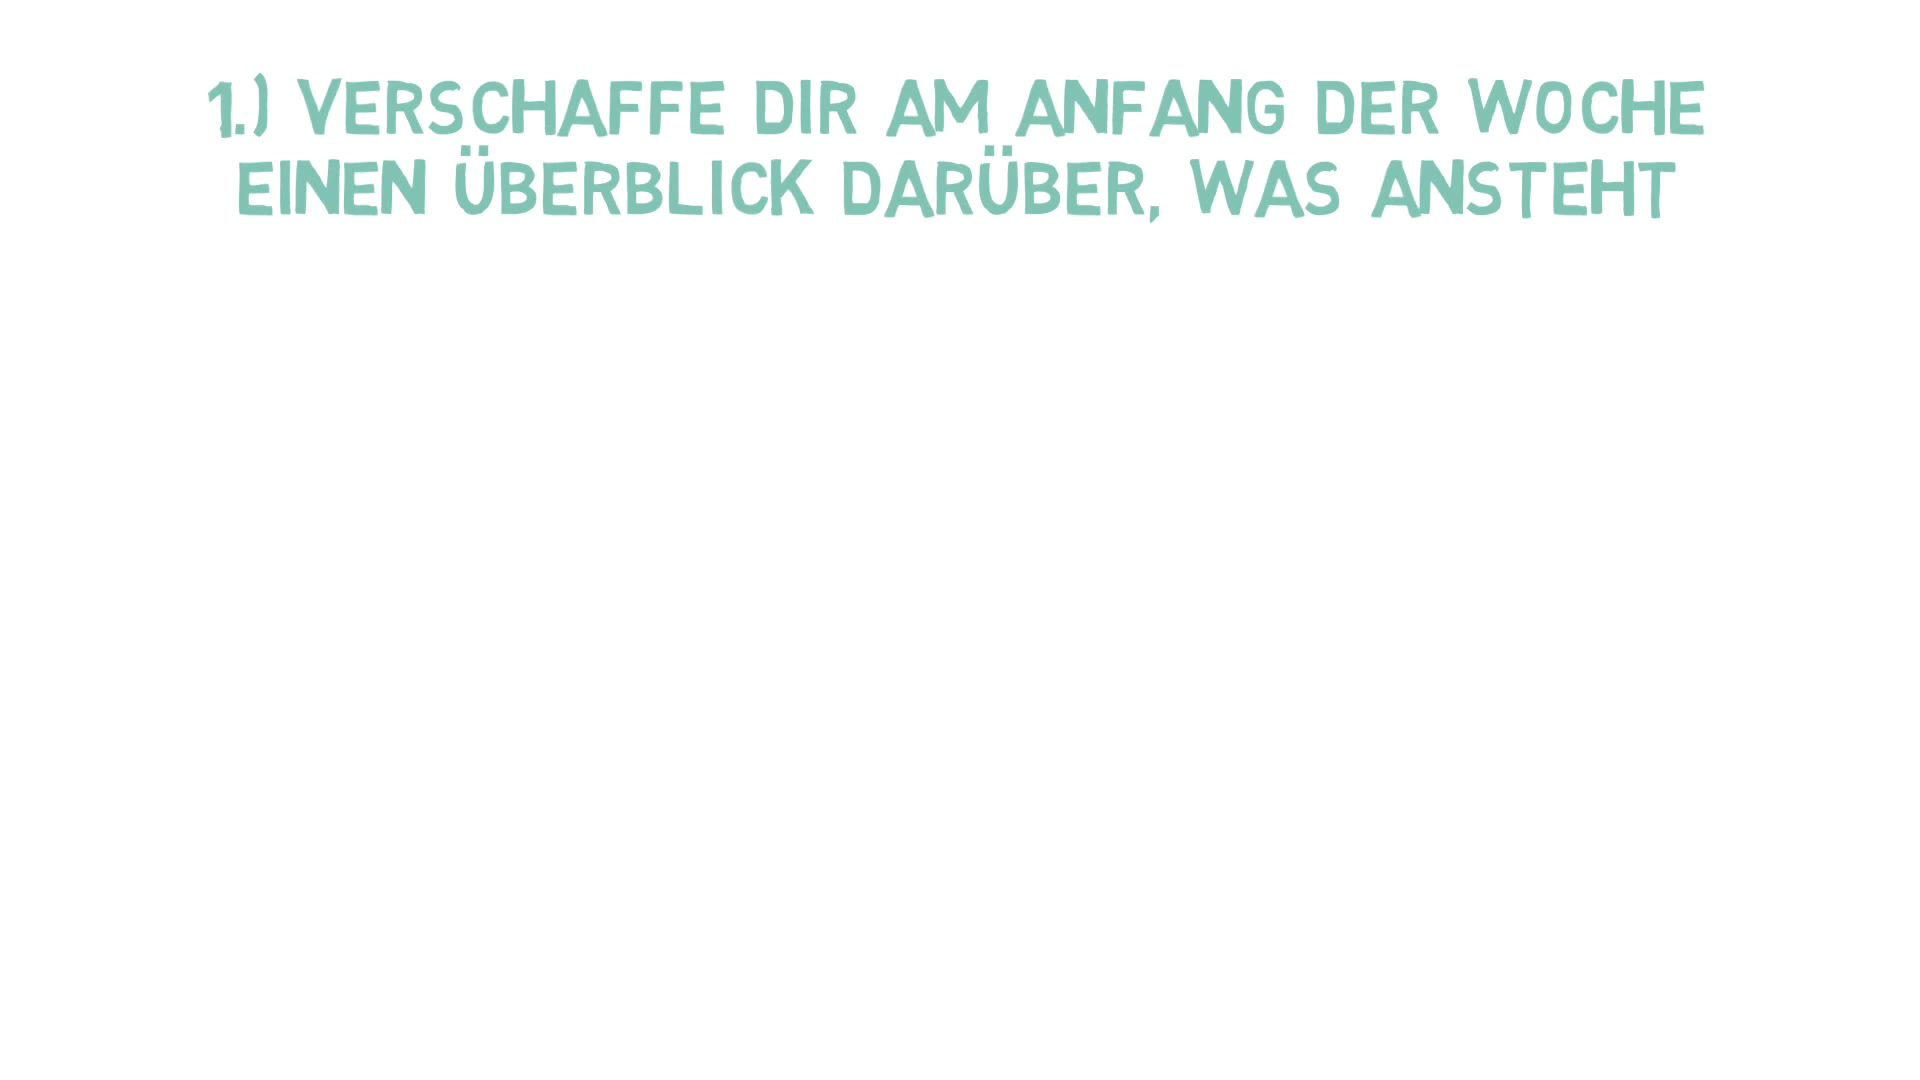 1.) VERSCHAFFE DIR AM ANFANG DER WOCHE
EINEN ÜBERBLICK DARÜBER, WAS ANSTEHT